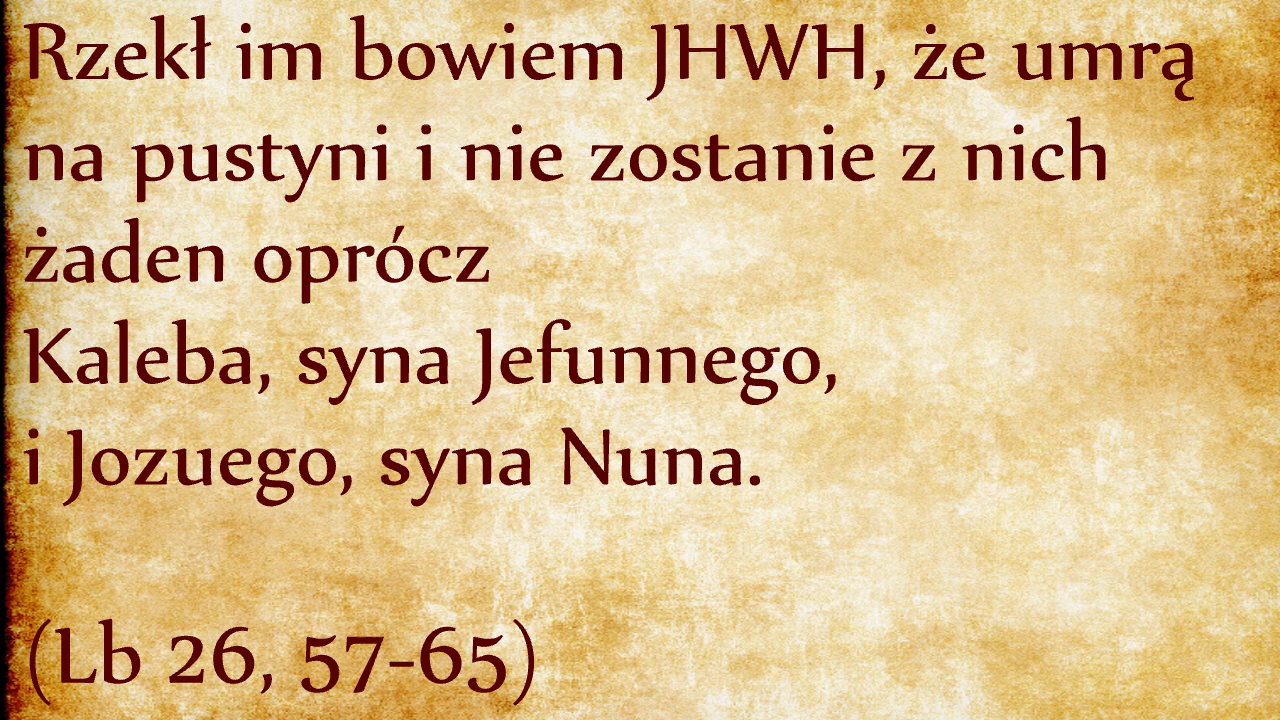 Rzekł im bowiem JHWH, że umrą
na pustyni i nie zostanie z nich
żaden oprócz
Kaleba, syna Jefunnego,
i Jozuego, syna Nuna.
(Lb 26, 57-65)